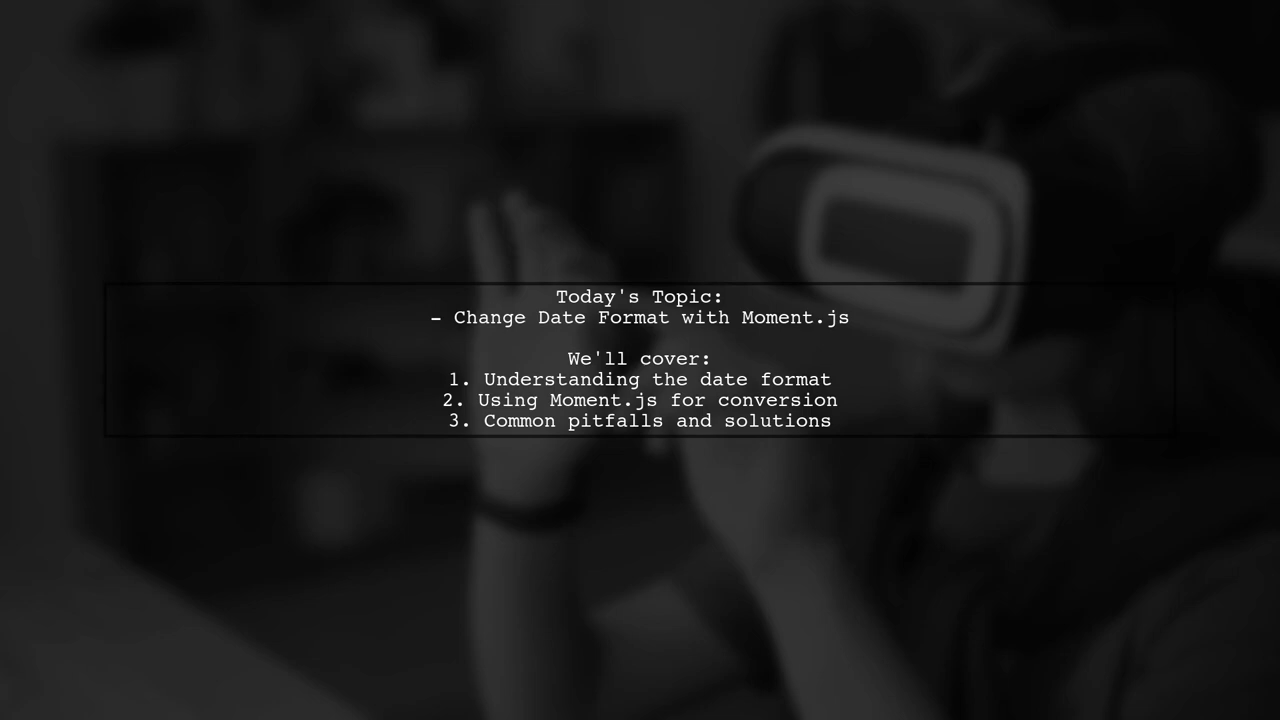 Today's Topic:
- Change Date Format with Moment.js
We'll cover:
1. Understanding the date format
2. Using Moment.js for conversion
3. Common pitfalls and solutions